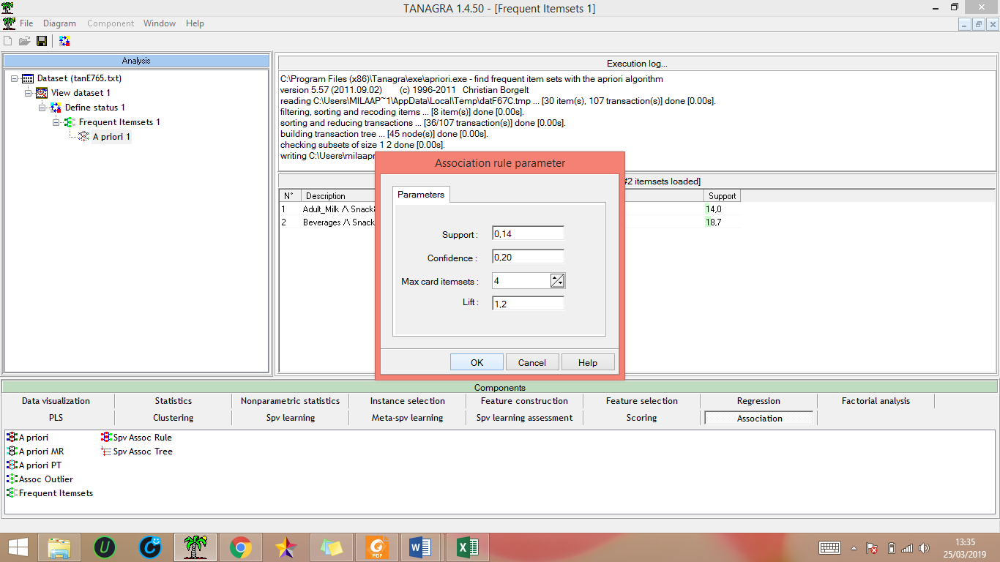 TANAGRA 1.4.50 - [Frequent Itemsets 1]
File Diagram Component Window Help
Analysis
Dataset (tanE765.txt)
View dataset 1
Define status 1
Frequent Itemsets 1
A priori 1
Execution log...
C:\Program Files (x86)\Tanagra\exe\apriori.exe - find frequent item sets with the apriori algorithm
version 5.57 (2011.09.02) (c) 1996-2011 Christian Borgelt
reading C:\Users\MILAAP~1\AppData\Local\Temp\datF67C.tmp ... [30 item(s), 107 transaction(s)] done [0.00s].
filtering, sorting and recoding items ... [8 item(s)] done [0.00s].
sorting and reducing transactions ... [36/107 transaction(s)] done [0.00s].
building transaction tree ... [45 node(s)] done [0.00s].
checking subsets of size 1 2 done [0.00s].
writing C:\Users\milaapr
#2 itemsets loaded]
N° Description Support
1 Adult_Milk /\ Snack 14,0
2 Beverages /\ Snack 18,7
Association rule parameter
Parameters
Support : 0,14
Confidence : 0,20
Max card itemsets : 4
Lift : 1,2
OK Cancel Help
Components
Data visualization Statistics Nonparametric statistics Instance selection Feature construction Feature selection Regression Factorial analysis
PLS Clustering Spv learning Meta-spv learning Spv learning assessment Scoring Association
A priori Spv Assoc Rule
A priori MR Spv Assoc Tree
A priori PT
Assoc Outlier
Frequent Itemsets
U C PDF W X 13:35
25/03/2019